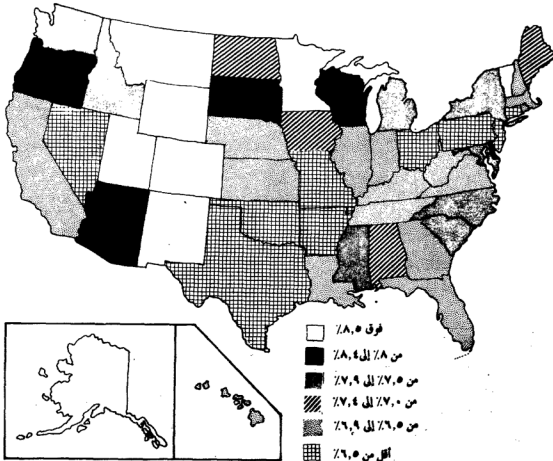 فوق ٨,٥٪
من ٨٪ إلى ٨,٤٪
من ٧,٥٪ إلى ٧,٩٪
من ٧,٠٪ إلى ٧,٤٪
من ٦,٥٪ إلى ٦,٩٪
أقل من ٦,٥٪